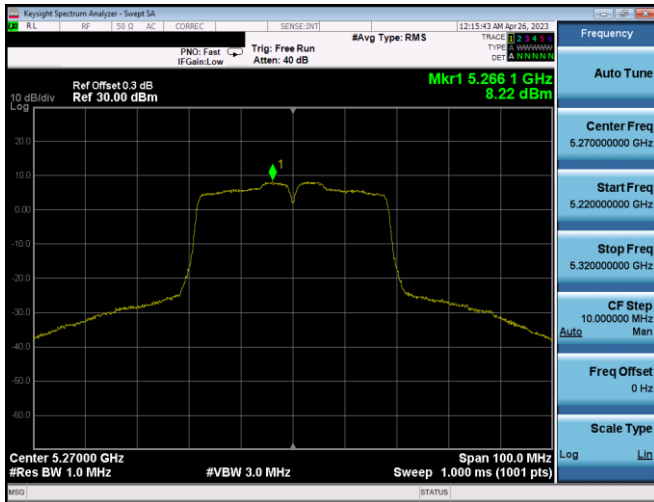 Keysight Spectrum Analyzer - Swept SA
RL RF 50 Ω AC CORREC SENSE:INT 12:15:43 AM Apr 26, 2023
#Avg Type: RMS TRACE 1 2 3 4 5 6
PNO: Fast Trig: Free Run TYPE A WWWWW
IFGain:Low Atten: 40 dB DET A N N N N N
Ref Offset 0.3 dB Mkr1 5.266 1 GHz
10 dB/div Ref 30.00 dBm 8.22 dBm
Log
20.0
10.0
0.00
-10.0
-20.0
-30.0
-40.0
-50.0
-60.0
1
Center 5.27000 GHz Span 100.0 MHz
#Res BW 1.0 MHz #VBW 3.0 MHz Sweep 1.000 ms (1001 pts)
MSG STATUS
Frequency
Auto Tune
Center Freq
5.270000000 GHz
Start Freq
5.220000000 GHz
Stop Freq
5.320000000 GHz
CF Step
10.000000 MHz
Auto Man
Freq Offset
0 Hz
Scale Type
Log Lin